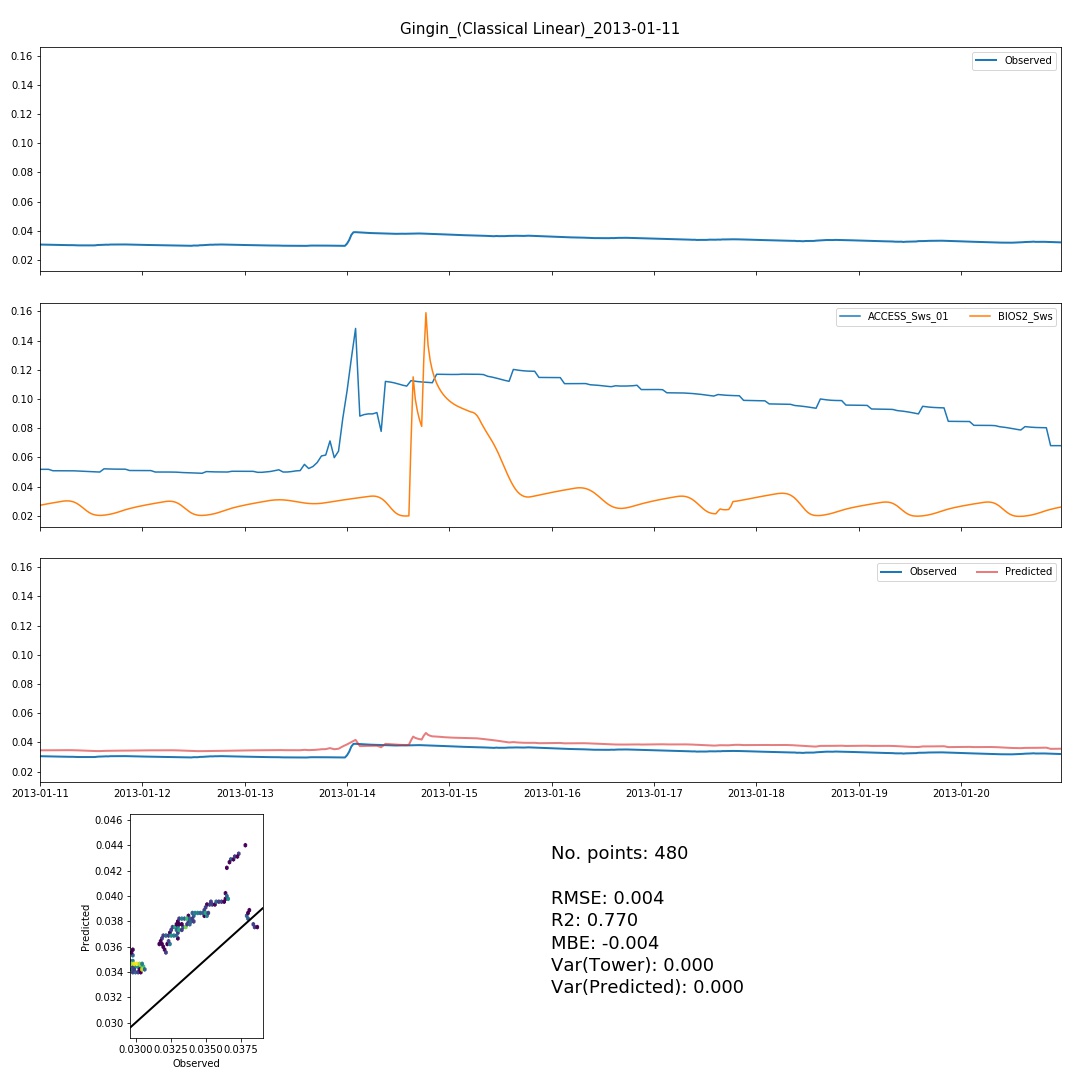 Gingin_(Classical Linear)_2013-01-11
0.16
0.14
0.12
0.10
0.08
0.06
0.04
0.02
Observed
0.16
0.14
0.12
0.10
0.08
0.06
0.04
0.02
ACCESS_Sws_01 BIOS2_Sws
0.16
0.14
0.12
0.10
0.08
0.06
0.04
0.02
Observed Predicted
2013-01-11 2013-01-12 2013-01-13 2013-01-14 2013-01-15 2013-01-16 2013-01-17 2013-01-18 2013-01-19 2013-01-20
0.046
0.044
0.042
0.040
0.038
0.036
0.034
0.032
0.030
Predicted
0.0300 0.0325 0.0350 0.0375
Observed
No. points: 480
RMSE: 0.004
R2: 0.770
MBE: -0.004
Var(Tower): 0.000
Var(Predicted): 0.000